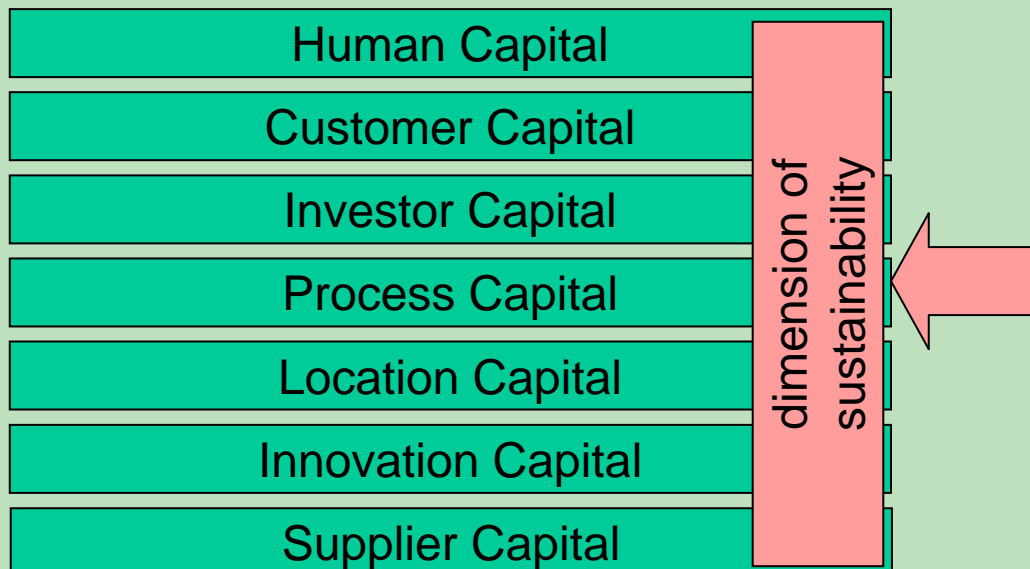 Human Capital
Customer Capital
Investor Capital
Process Capital
Location Capital
Innovation Capital
Supplier Capital
dimension of
sustainability